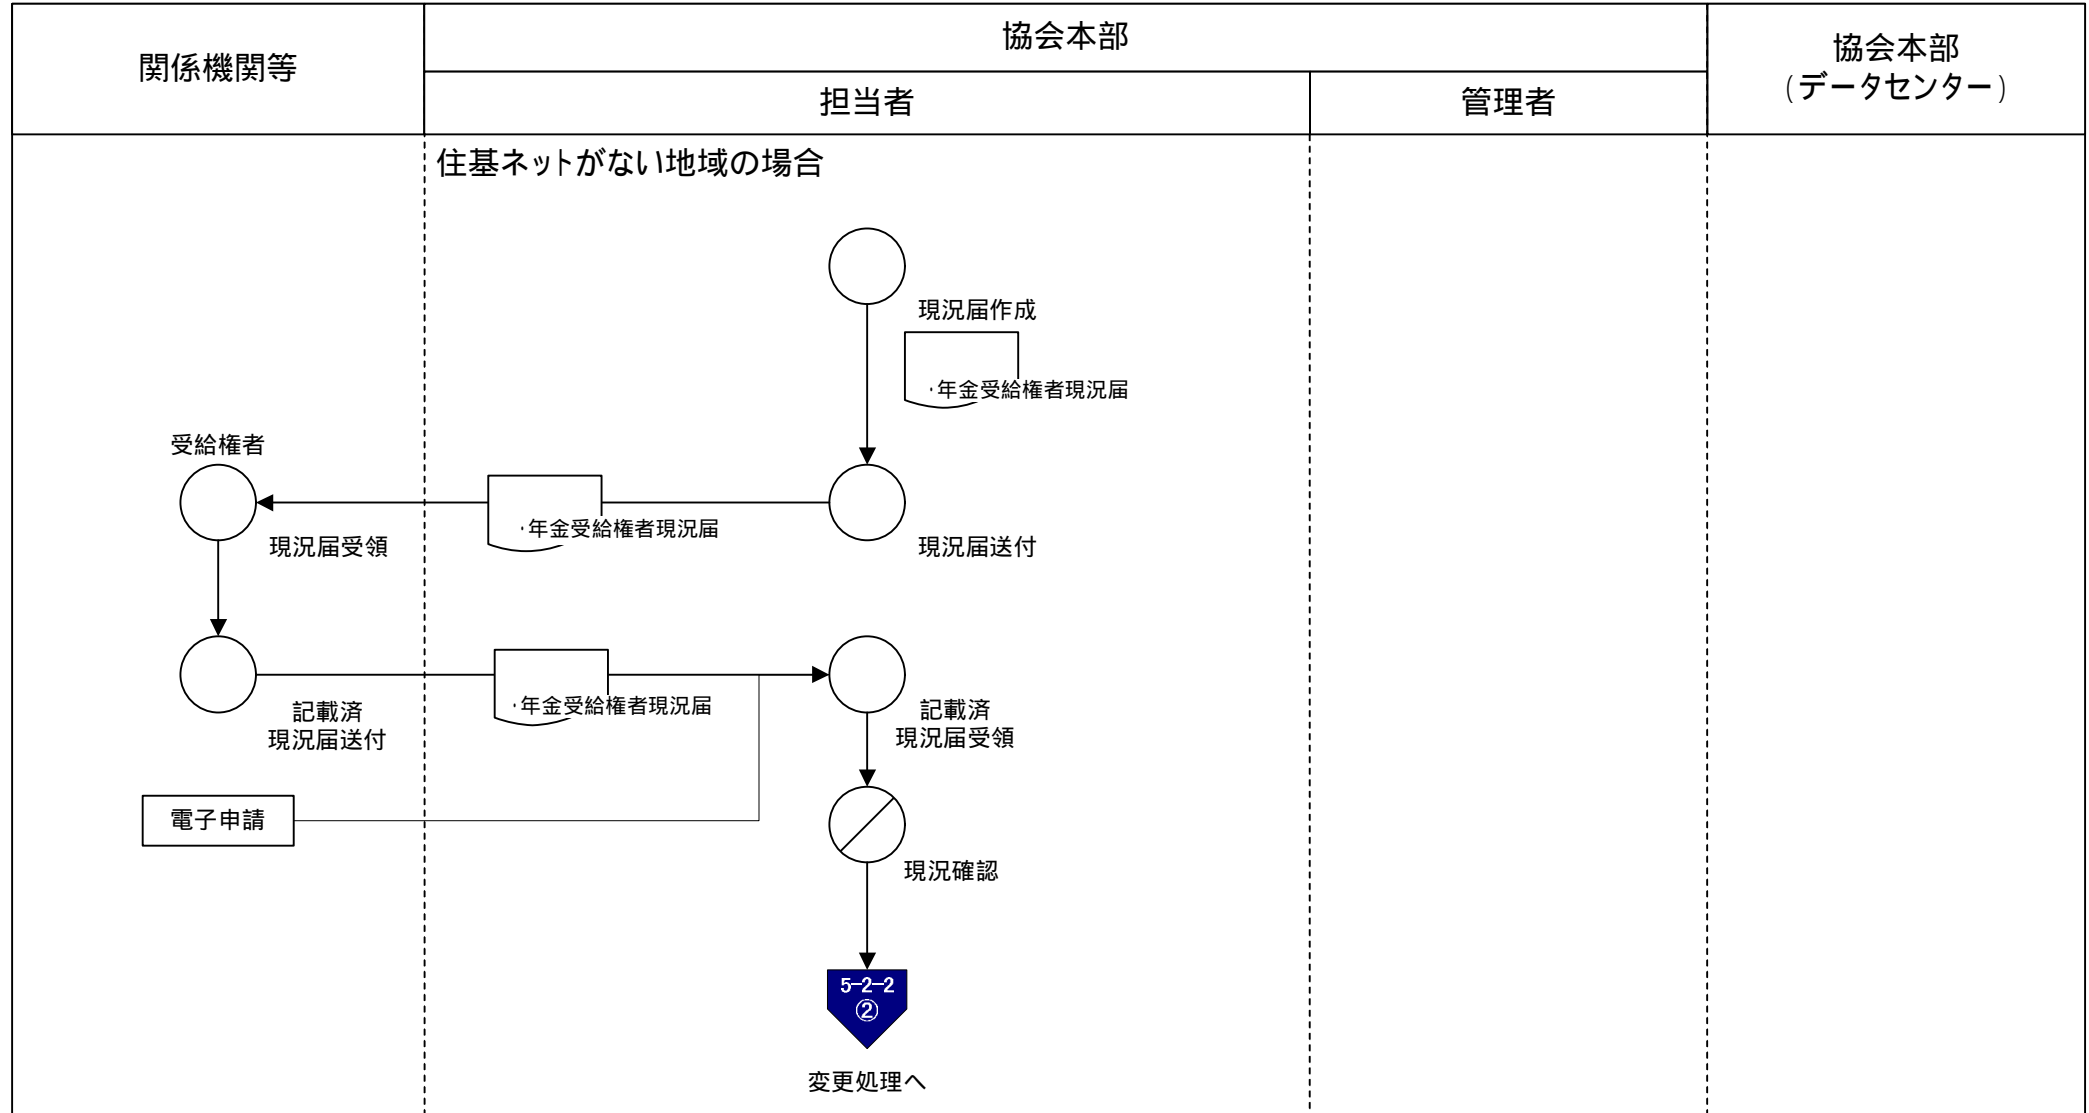 関係機関等
協会本部
協会本部
(データセンター)
担当者
管理者
住基ネットがない地域の場合
現況届作成
・年金受給権者現況届
受給権者
・年金受給権者現況届
現況届受領
現況届送付
・年金受給権者現況届
記載済
現況届送付
記載済
現況届受領
電子申請
現況確認
5-2-2
②
変更処理へ